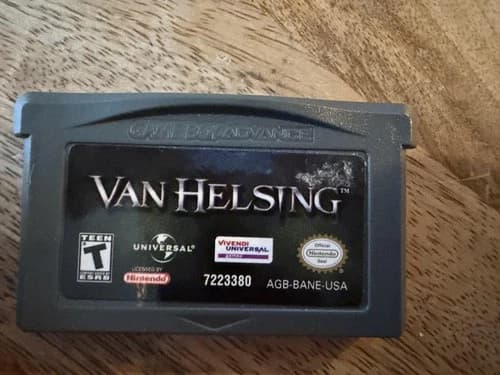 GAME BOY ADVANCE
VAN HELSING™
TEEN
T
ESRB
UNIVERSAL®
LICENSED BY
Nintendo
VIVENDI
UNIVERSAL
games
7223380
Official
Nintendo
Seal
AGB-BANE-USA